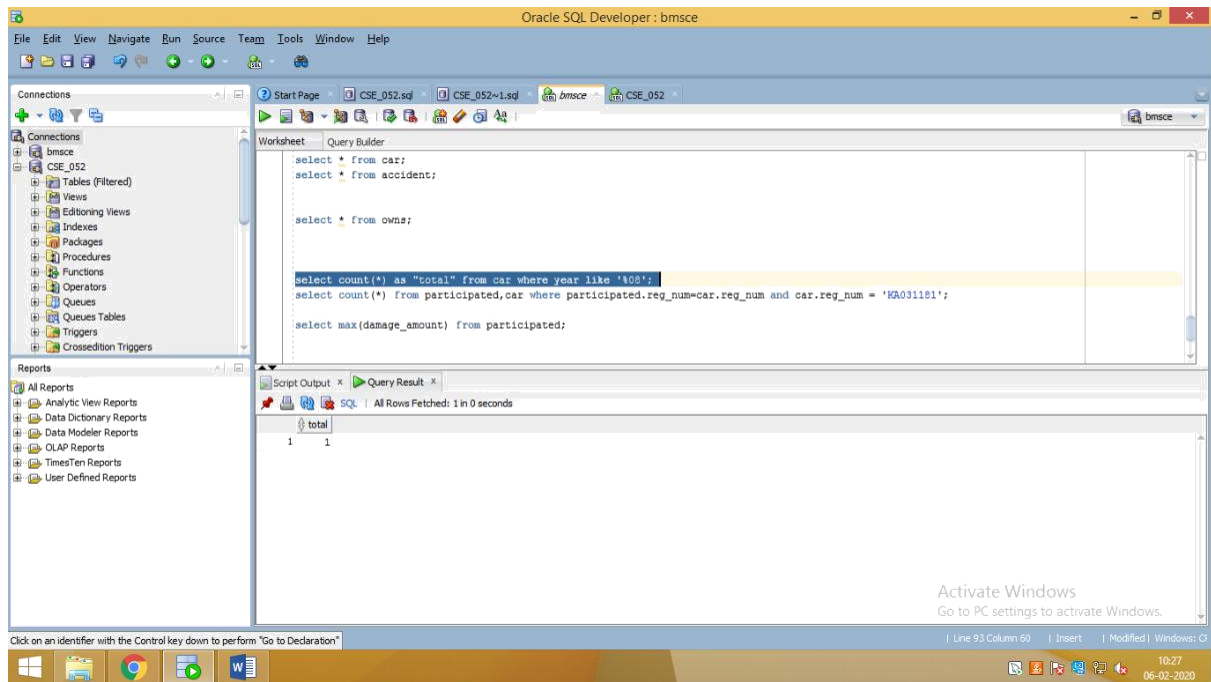 Oracle SQL Developer : bmsce
File Edit View Navigate Run Source Team Tools Window Help
Connections
Start Page CSE_052.sql CSE_052~1.sql bmsce CSE_052
bmsce
Worksheet Query Builder
Connections
bmsce
CSE_052
Tables (Filtered)
Views
Editioning Views
Indexes
Packages
Procedures
Functions
Operators
Queues
Queues Tables
Triggers
Crossedition Triggers
select * from car;
select * from accident;
select * from owns;
select count(*) as "total" from car where year like '%08';
select count(*) from participated,car where participated.reg_num=car.reg_num and car.reg_num = 'KA031181';
select max(damage_amount) from participated;
Reports
All Reports
Analytic View Reports
Data Dictionary Reports
Data Modeler Reports
OLAP Reports
TimesTen Reports
User Defined Reports
Script Output x Query Result x
SQL | All Rows Fetched: 1 in 0 seconds
total
1 1
Activate Windows
Go to PC settings to activate Windows.
Click on an identifier with the Control key down to perform "Go to Declaration"
| Line 93 Column 60 | Insert | Modified | Windows: CF
10:27
06-02-2020